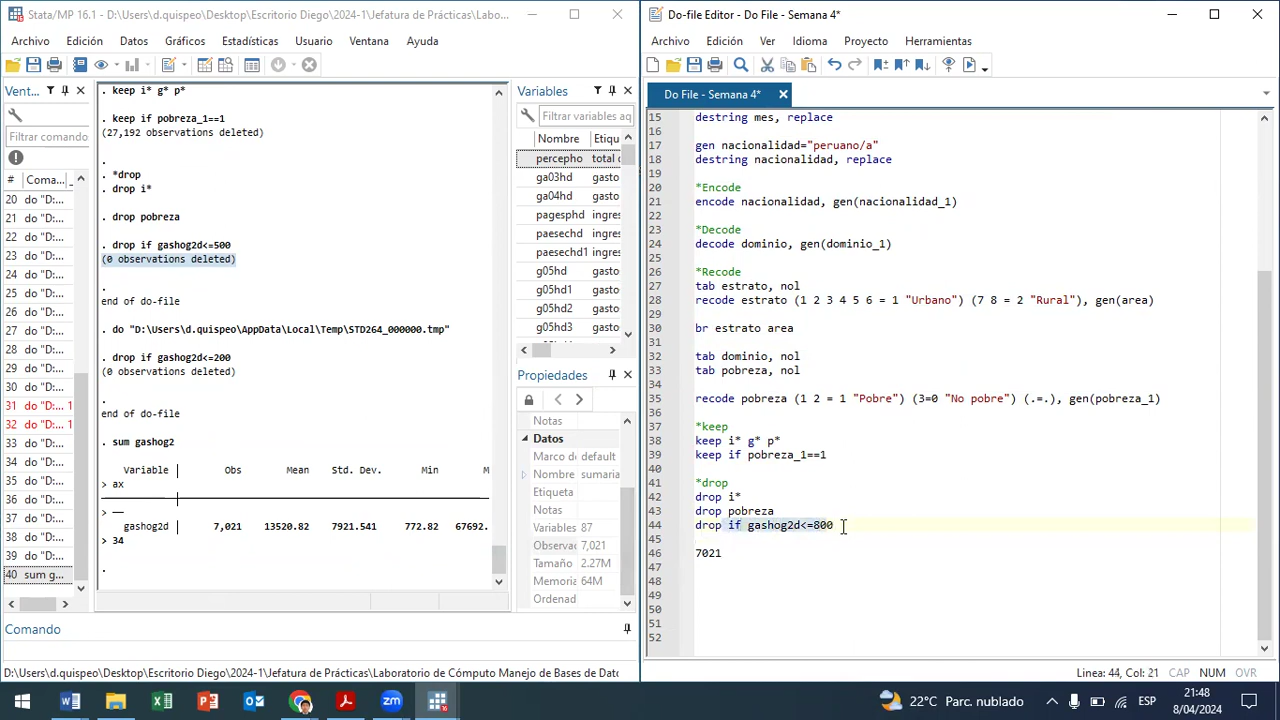 Stata/MP 16.1 - D:\Users\d.quispeo\Desktop\Escritorio Diego\2024-1\Jefatura de Prácticas\Labo...
Archivo Edición Datos Gráficos Estadísticas Usuario Ventana Ayuda
Vent...
Filtrar comandos
# Coma...
20 do "D:...
21 do "D:...
22 do "D:...
23 do "D:...
24 do "D:...
25 do "D:...
26 do "D:...
27 do "D:...
28 do "D:...
29 do "D:...
30 do "D:...
31 do "D:... 1
32 do "D:... 1
33 do "D:...
34 do "D:...
35 do "D:...
36 do "D:...
37 do "D:...
38 do "D:...
39 do "D:...
40 sum g...
. keep i* g* p*
. keep if pobreza_1==1
(27,192 observations deleted)
.
. *drop
. drop i*
. drop pobreza
. drop if gashog2d<=500
(0 observations deleted)
.
end of do-file
. do "D:\Users\d.quispeo\AppData\Local\Temp\STD264_000000.tmp"
. drop if gashog2d<=200
(0 observations deleted)
.
end of do-file
. sum gashog2
Variable | Obs Mean Std. Dev. Min M
> ax
> —
gashog2d | 7,021 13520.82 7921.541 772.82 67692.
> 34
.
Variables
Filtrar variables aq
Nombre Etiqu
percepho total c
ga03hd gasto
ga04hd gasto
pagesphd ingres
paesechd ingres
paesechd1 ingres
g05hd gasto
g05hd1 gasto
g05hd2 gasto
g05hd3 gasto
Propiedades
Notas
Datos
Marco de default
Nombre sumaria
Etiqueta
Notas
Variables 87
Observac 7,021
Tamaño 2.27M
Memoria 64M
Ordenad
Comando
D:\Users\d.quispeo\Desktop\Escritorio Diego\2024-1\Jefatura de Prácticas\Laboratorio de Cómputo Manejo de Bases de Dato
Do-file Editor - Do File - Semana 4*
Archivo Edición Ver Idioma Proyecto Herramientas
Do File - Semana 4*
15 destring mes, replace
16
17 gen nacionalidad="peruano/a"
18 destring nacionalidad, replace
19
20 *Encode
21 encode nacionalidad, gen(nacionalidad_1)
22
23 *Decode
24 decode dominio, gen(dominio_1)
25
26 *Recode
27 tab estrato, nol
28 recode estrato (1 2 3 4 5 6 = 1 "Urbano") (7 8 = 2 "Rural"), gen(area)
29
30 br estrato area
31
32 tab dominio, nol
33 tab pobreza, nol
34
35 recode pobreza (1 2 = 1 "Pobre") (3=0 "No pobre") (.=.), gen(pobreza_1)
36
37 *keep
38 keep i* g* p*
39 keep if pobreza_1==1
40
41 *drop
42 drop i*
43 drop pobreza
44 drop if gashog2d<=800
45
46 7021
47
48
49
50
51
52
Linea: 44, Col: 21 CAP NUM OVR
22°C Parc. nublado
ESP
21:48
8/04/2024